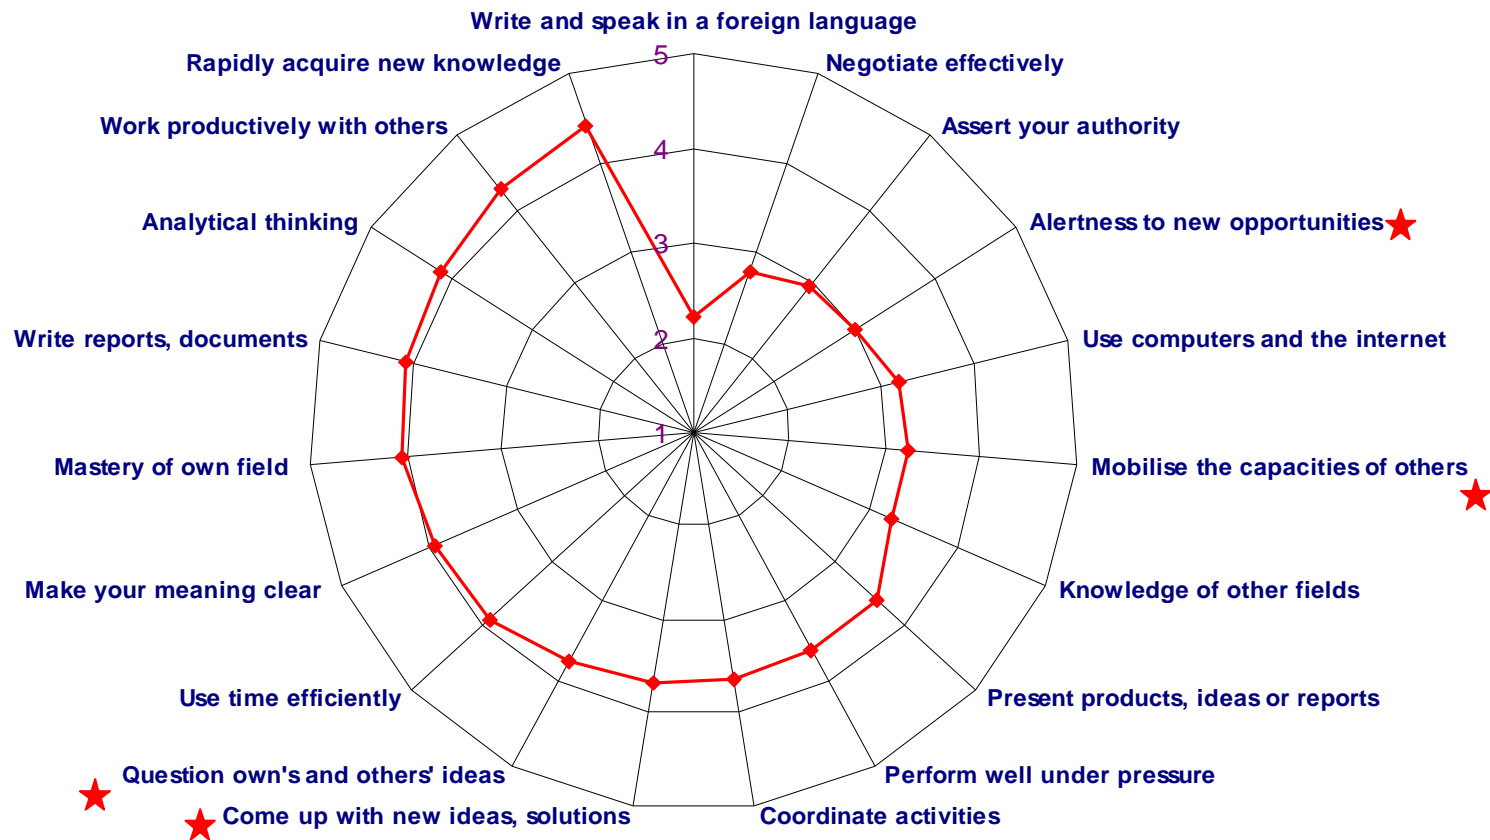 Write and speak in a foreign language
Rapidly acquire new knowledge
5
Negotiate effectively
Work productively with others
4
Assert your authority
Analytical thinking
3
Alertness to new opportunities
Write reports, documents
2
Use computers and the internet
1
Mastery of own field
Mobilise the capacities of others
Make your meaning clear
Knowledge of other fields
Use time efficiently
Present products, ideas or reports
Question own's and others' ideas
Perform well under pressure
Come up with new ideas, solutions
Coordinate activities